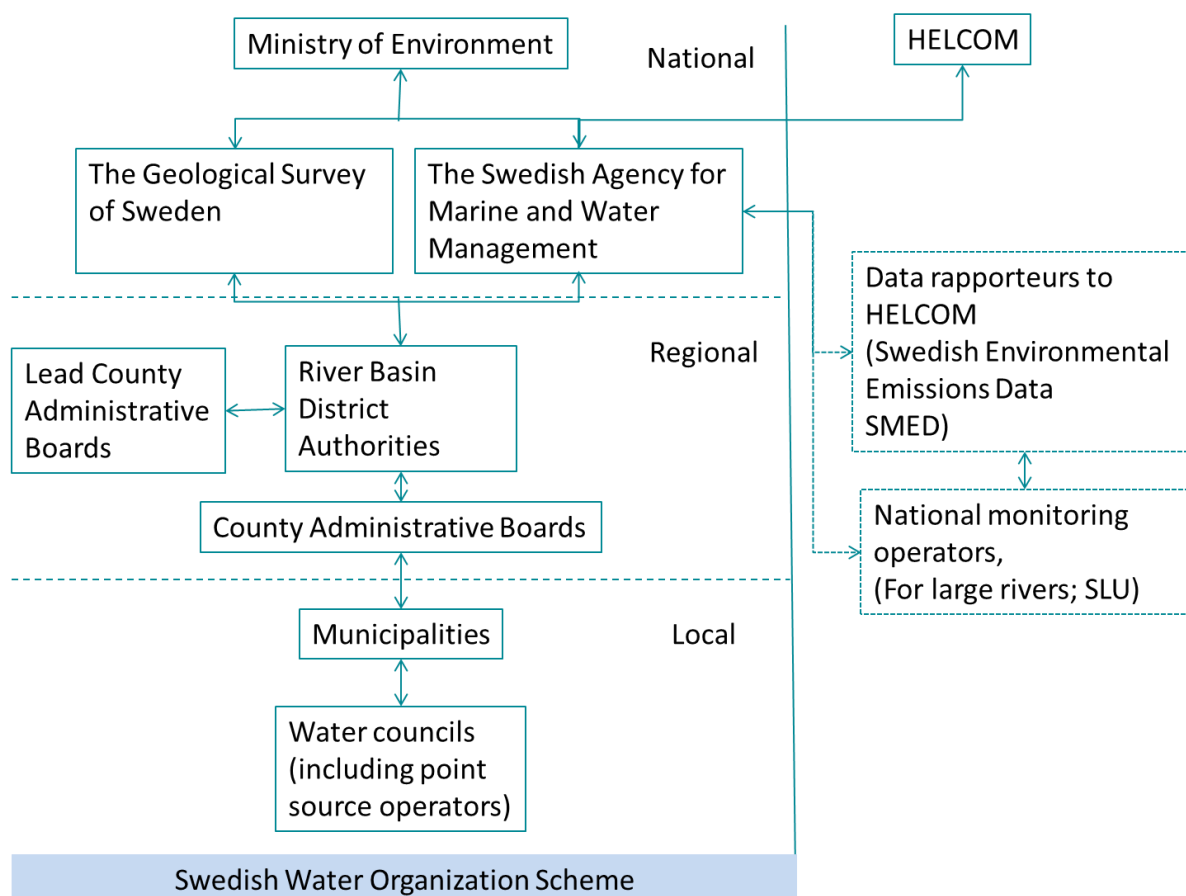 Ministry of Environment
National
HELCOM
The Geological Survey
of Sweden
The Swedish Agency for
Marine and Water
Management
Data rapporteurs to
HELCOM
(Swedish Environmental
Emissions Data
SMED)
Regional
Lead County
Administrative
Boards
River Basin
District
Authorities
County Administrative Boards
National monitoring
operators,
(For large rivers; SLU)
Municipalities
Local
Water councils
(including point
source operators)
Swedish Water Organization Scheme